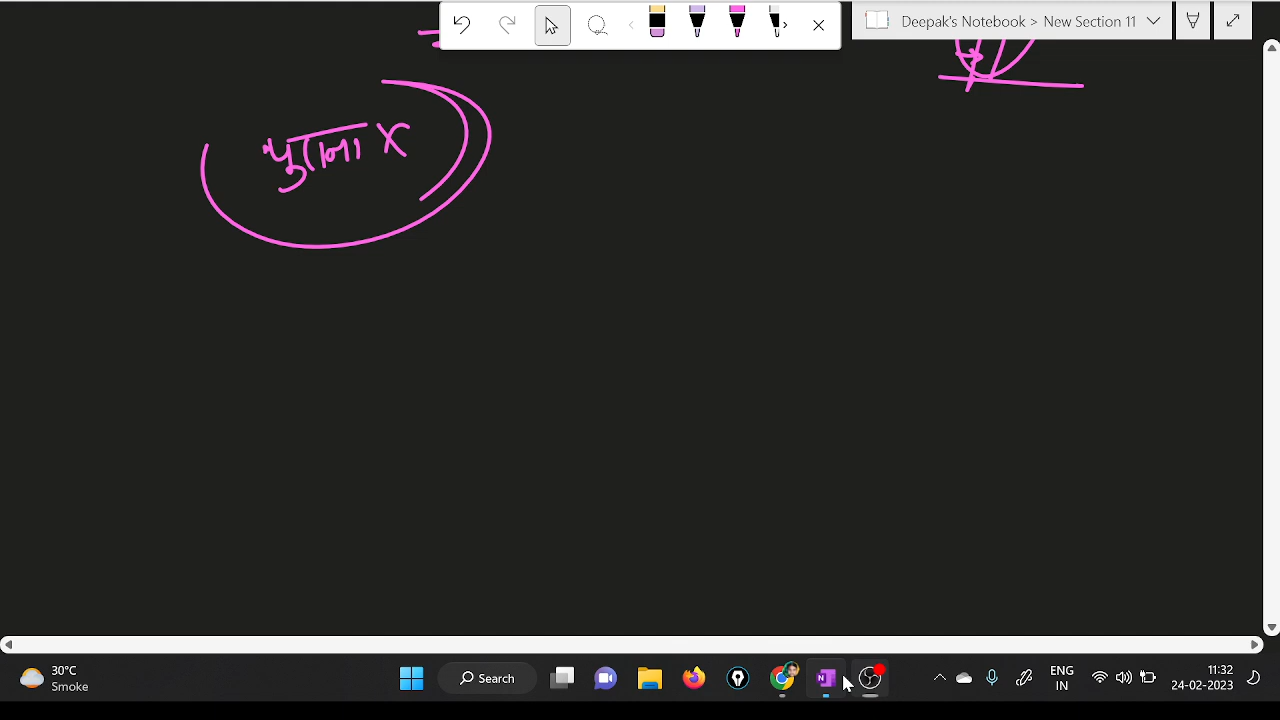 Deepak's Notebook > New Section 11
X
30°C
Smoke
Search
ENG
IN
11:32
24-02-2023